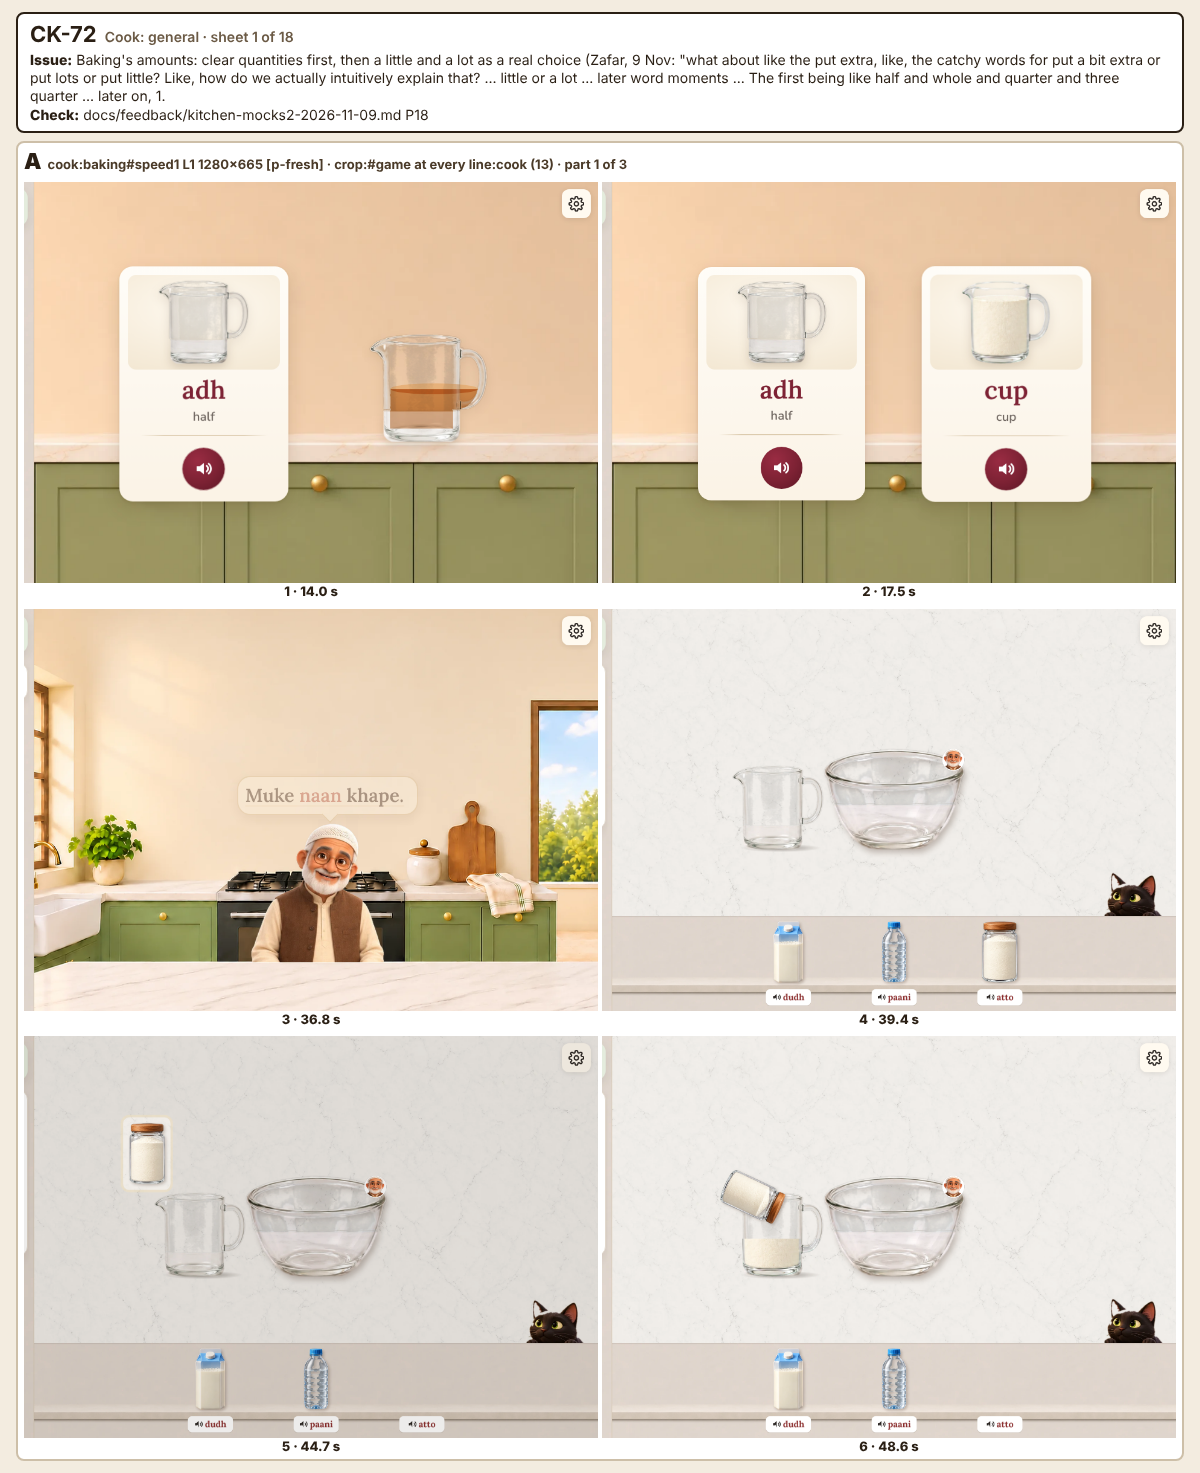 CK-72 Cook: general · sheet 1 of 18
Issue: Baking's amounts: clear quantities first, then a little and a lot as a real choice (Zafar, 9 Nov: "what about like the put extra, like, the catchy words for put a bit extra or
put lots or put little? Like, how do we actually intuitively explain that? ... little or a lot ... later word moments ... The first being like half and whole and quarter and three
quarter ... later on, 1.
Check: docs/feedback/kitchen-mocks2-2026-11-09.md P18
A cook:baking#speed1 L1 1280×665 [p-fresh] · crop:#game at every line:cook (13) · part 1 of 3
adh
half
1 · 14.0 s
adh
half
cup
cup
2 · 17.5 s
Muke naan khape.
3 · 36.8 s
dudh
paani
atto
4 · 39.4 s
dudh
paani
atto
5 · 44.7 s
dudh
paani
atto
6 · 48.6 s